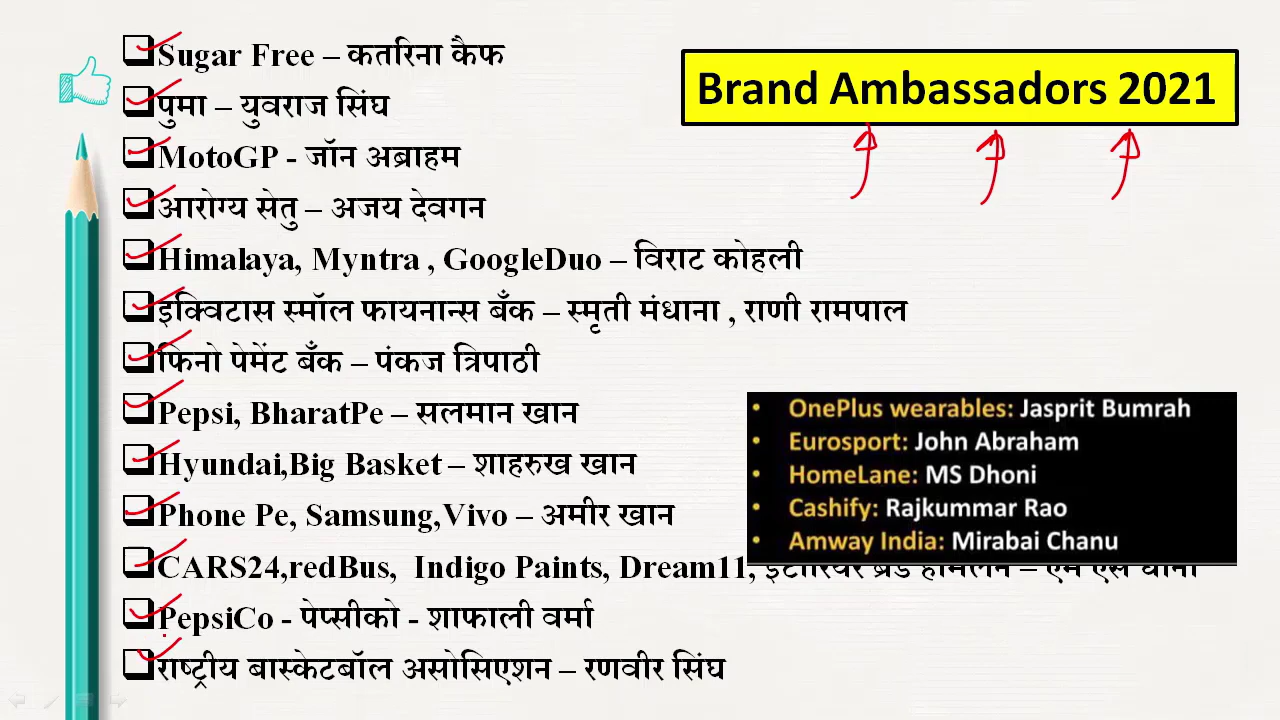 Sugar Free – कतरिना कैफ
Brand Ambassadors 2021
पुमा – युवराज सिंघ
MotoGP - जॉन अब्राहम
आरोग्य सेतु – अजय देवगन
Himalaya, Myntra , GoogleDuo – विराट कोहली
इक्विटास स्मॉल फायनान्स बँक – स्मृती मंधाना , राणी रामपाल
फिनो पेमेंट बँक – पंकज त्रिपाठी
Pepsi, BharatPe – सलमान खान
Hyundai,Big Basket – शाहरुख खान
Phone Pe, Samsung,Vivo – अमीर खान
CARS24,redBus, Indigo Paints, Dream11,
PepsiCo - पेप्सीको - शाफाली वर्मा
राष्ट्रीय बास्केटबॉल असोसिएशन – रणवीर सिंघ
• OnePlus wearables: Jasprit Bumrah
• Eurosport: John Abraham
• HomeLane: MS Dhoni
• Cashify: Rajkummar Rao
• Amway India: Mirabai Chanu